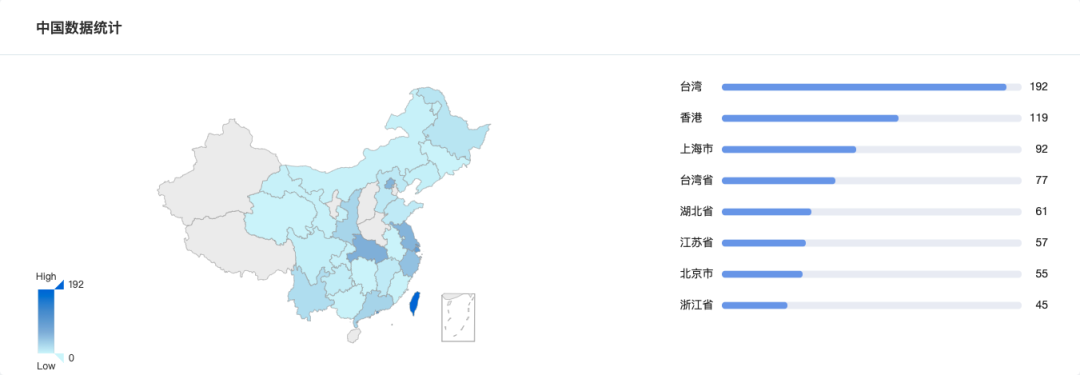 中国数据统计
High
192
0
Low
台湾 192
香港 119
上海市 92
台湾省 77
湖北省 61
江苏省 57
北京市 55
浙江省 45